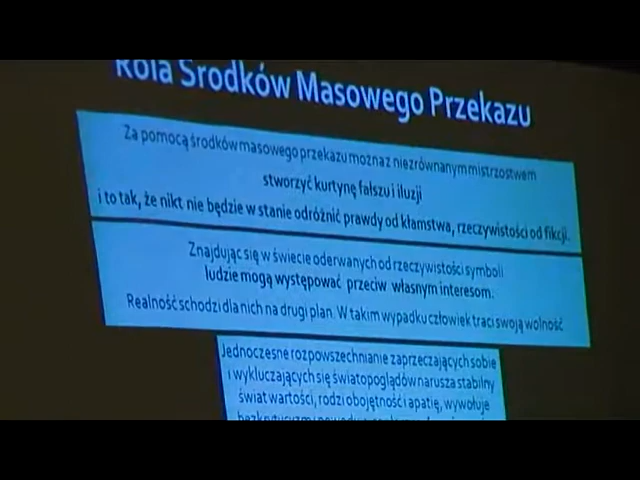 Rola Środków Masowego Przekazu
Za pomocą środków masowego przekazu można z niezrównanym mistrzostwem
stworzyć kurtynę fałszu i iluzji
i to tak, że nikt nie będzie w stanie odróżnić prawdy od kłamstwa, rzeczywistości od fikcji.
Znajdując się w świecie oderwanych od rzeczywistości symboli
ludzie mogą występować przeciw własnym interesom.
Realność schodzi dla nich na drugi plan. W takim wypadku człowiek traci swoją wolność
Jednoczesne rozpowszechnianie zaprzeczających sobie
i wykluczających się światopoglądów narusza stabilny
świat wartości, rodzi obojętność i apatię, wywołuje